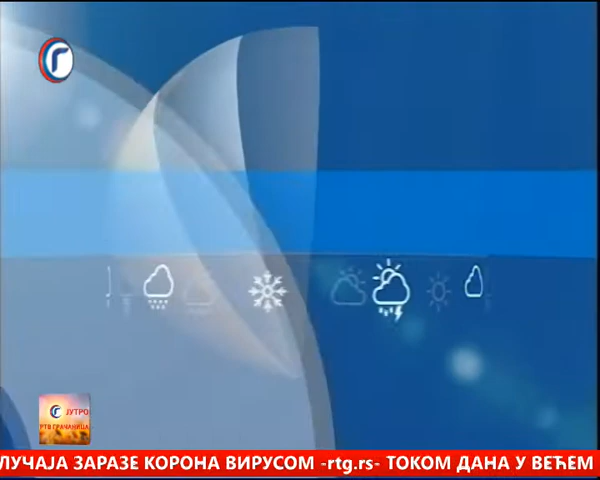 ЈУТРО
РТВ ГРАЧАНИЦА
ЛУЧАЈА ЗАРАЗЕ КОРОНА ВИРУСОМ -rtg.rs- ТОКОМ ДАНА У ВЕЋЕМ